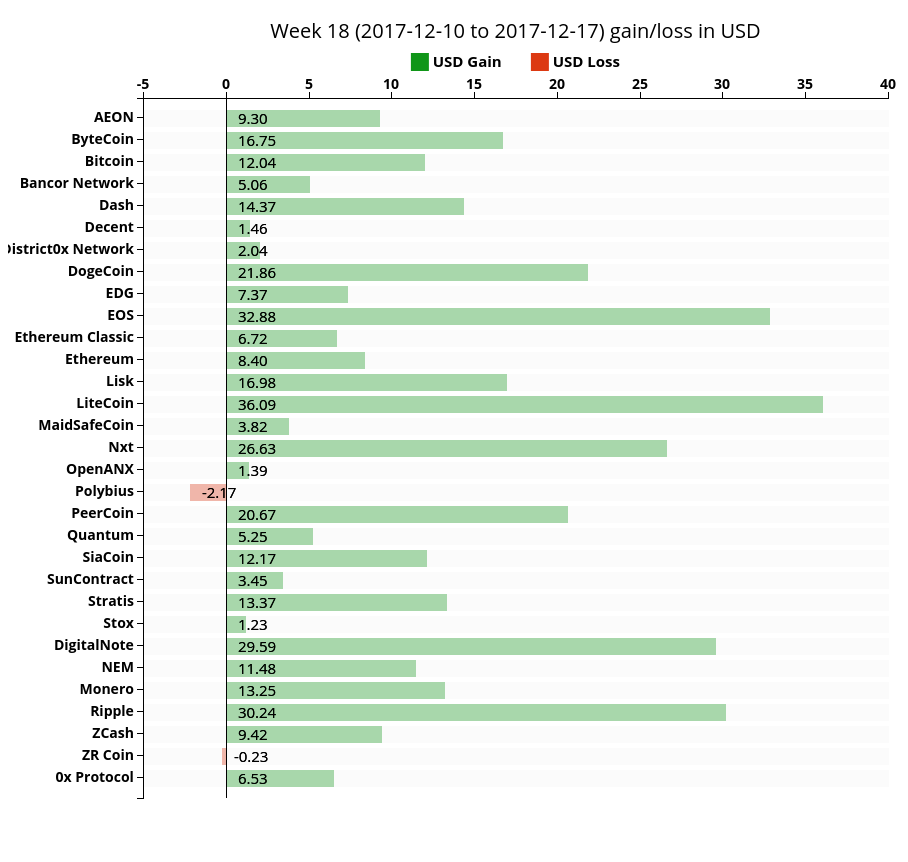 Week 18 (2017-12-10 to 2017-12-17) gain/loss in USD
USD Gain USD Loss
-5 0 5 10 15 20 25 30 35 40
AEON 9.30
ByteCoin 16.75
Bitcoin 12.04
Bancor Network 5.06
Dash 14.37
Decent 1.46
District0x Network 2.04
DogeCoin 21.86
EDG 7.37
EOS 32.88
Ethereum Classic 6.72
Ethereum 8.40
Lisk 16.98
LiteCoin 36.09
MaidSafeCoin 3.82
Nxt 26.63
OpenANX 1.39
Polybius -2.17
PeerCoin 20.67
Quantum 5.25
SiaCoin 12.17
SunContract 3.45
Stratis 13.37
Stox 1.23
DigitalNote 29.59
NEM 11.48
Monero 13.25
Ripple 30.24
ZCash 9.42
ZR Coin -0.23
0x Protocol 6.53